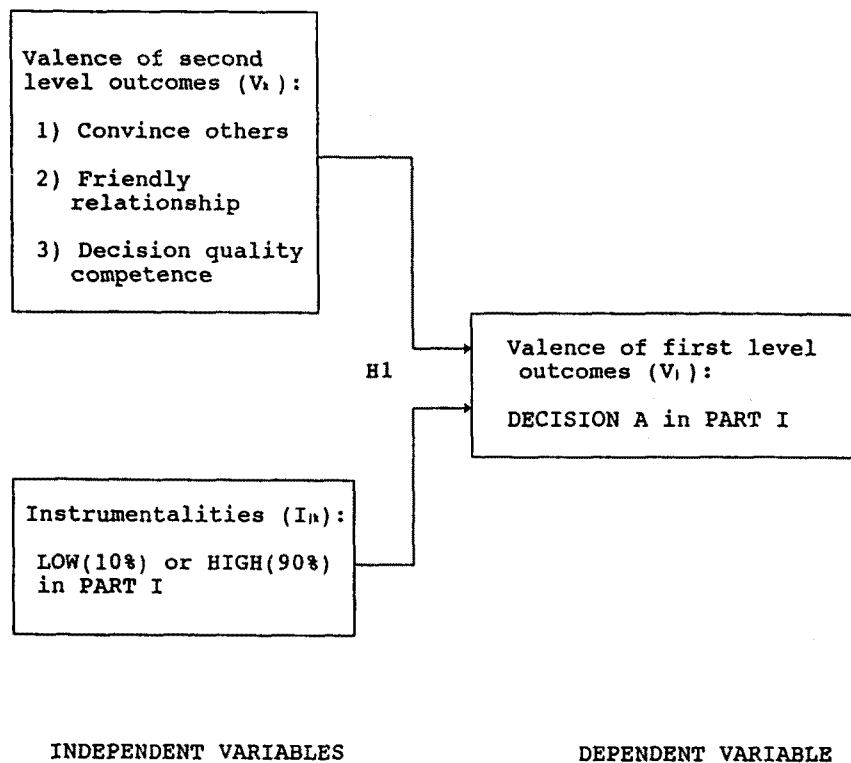 Valence of second
level outcomes (Vₖ):
1) Convince others
2) Friendly
relationship
3) Decision quality
competence
H1
Valence of first level
outcomes (Vⱼ):
DECISION A in PART I
Instrumentalities (Iⱼₖ):
LOW(10%) or HIGH(90%)
in PART I
INDEPENDENT VARIABLES
DEPENDENT VARIABLE